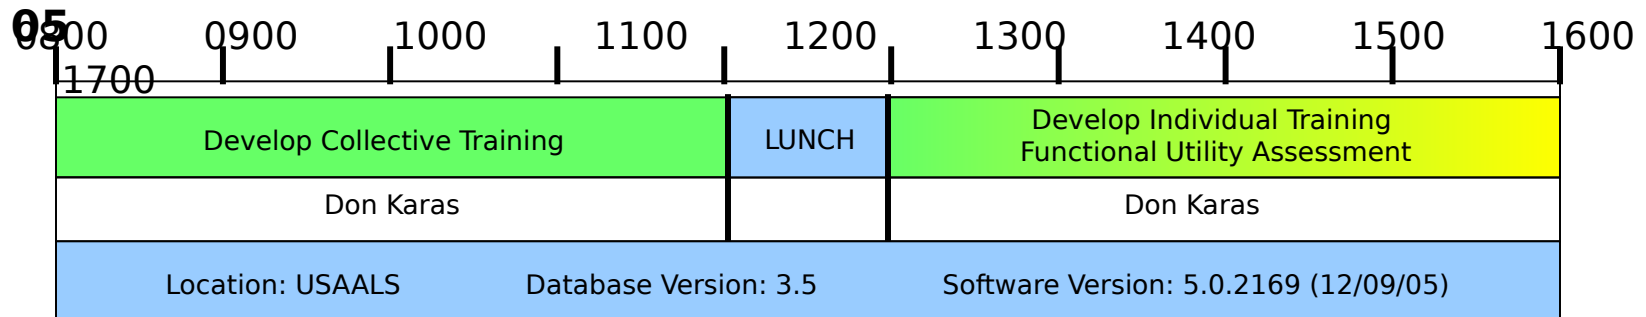 05
0800 0900 1000 1100 1200 1300 1400 1500 1600
1700
Develop Collective Training
LUNCH
Develop Individual Training
Functional Utility Assessment
Don Karas
Don Karas
Location: USAALS Database Version: 3.5 Software Version: 5.0.2169 (12/09/05)